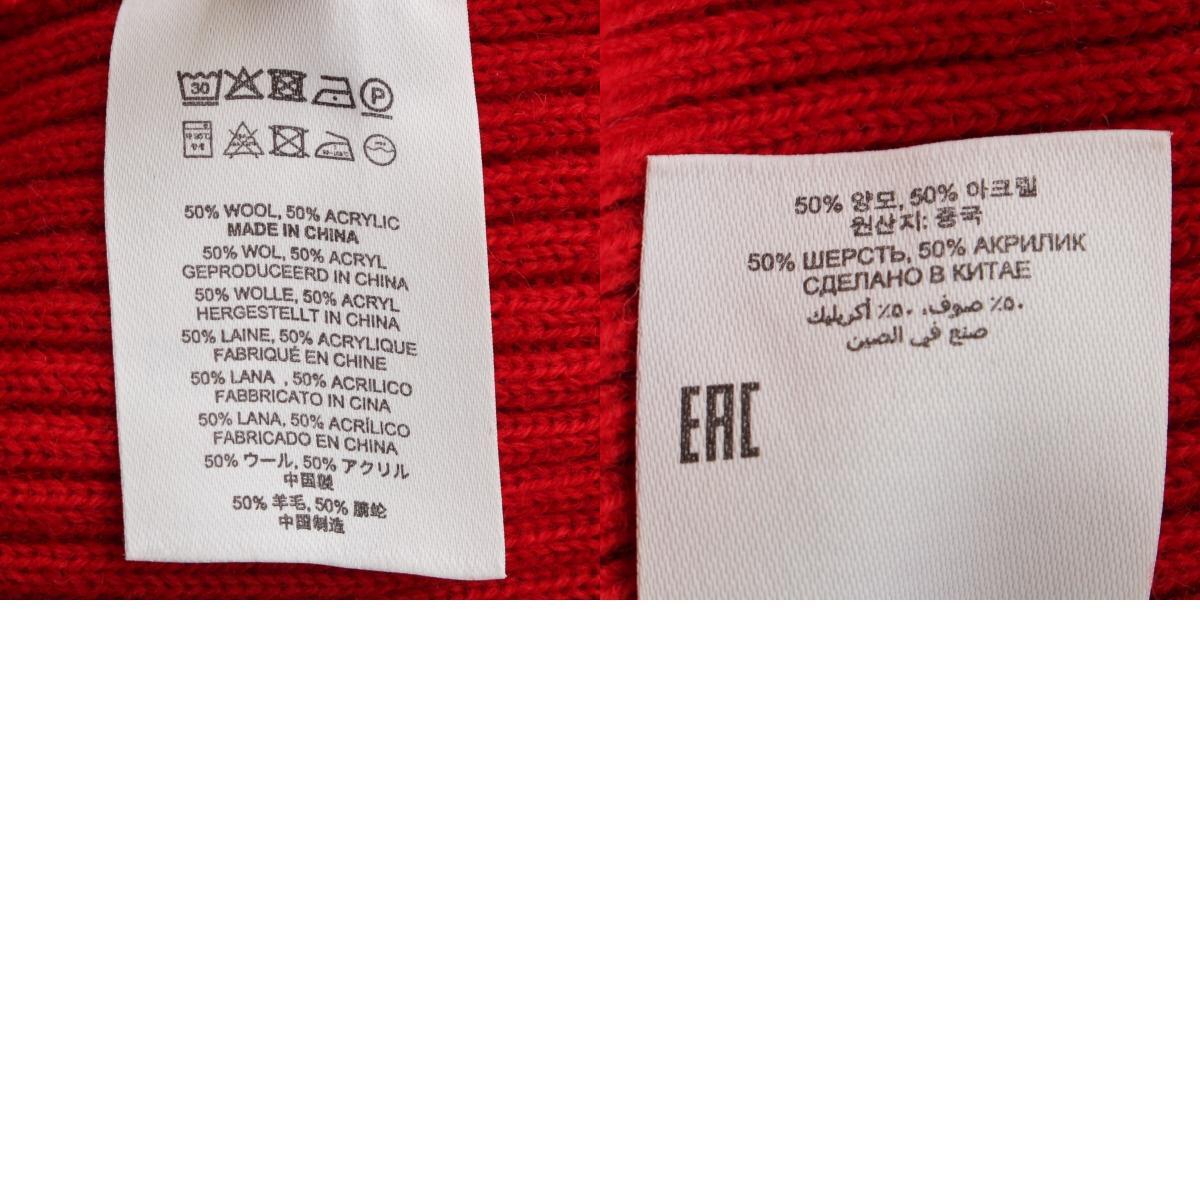 30
P
50% WOOL, 50% ACRYLIC
MADE IN CHINA
50% WOL, 50% ACRYL
GEPRODUCEERD IN CHINA
50% WOLLE, 50% ACRYL
HERGESTELLT IN CHINA
50% LAINE, 50% ACRYLIQUE
FABRIQUÉ EN CHINE
50% LANA , 50% ACRILICO
FABBRICATO IN CINA
50% LANA, 50% ACRÍLICO
FABRICADO EN CHINA
50% ウール, 50% アクリル
中国製
50% 羊毛, 50% 腈纶
中国制造
50% 양모, 50% 아크릴
원산지: 중국
50% ШЕРСТЬ, 50% АКРИЛИК
СДЕЛАНО В КИТАЕ
٥٠٪ صوف، ٥٠٪ أكريليك
صنع في الصين
EAC